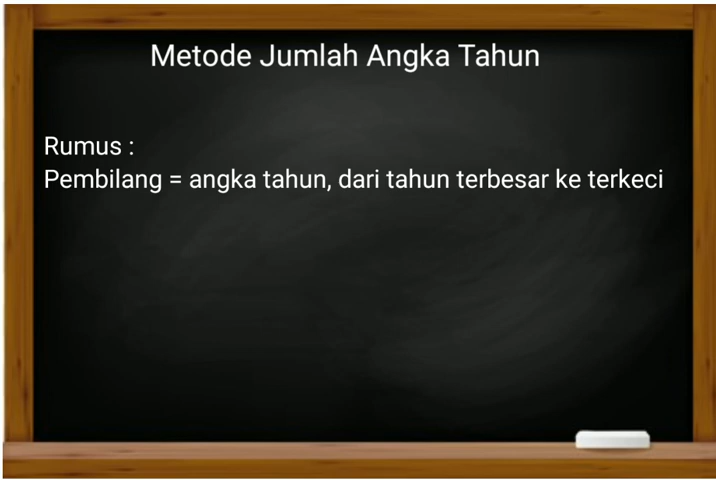 Metode Jumlah Angka Tahun
Rumus :
Pembilang = angka tahun, dari tahun terbesar ke terkeci